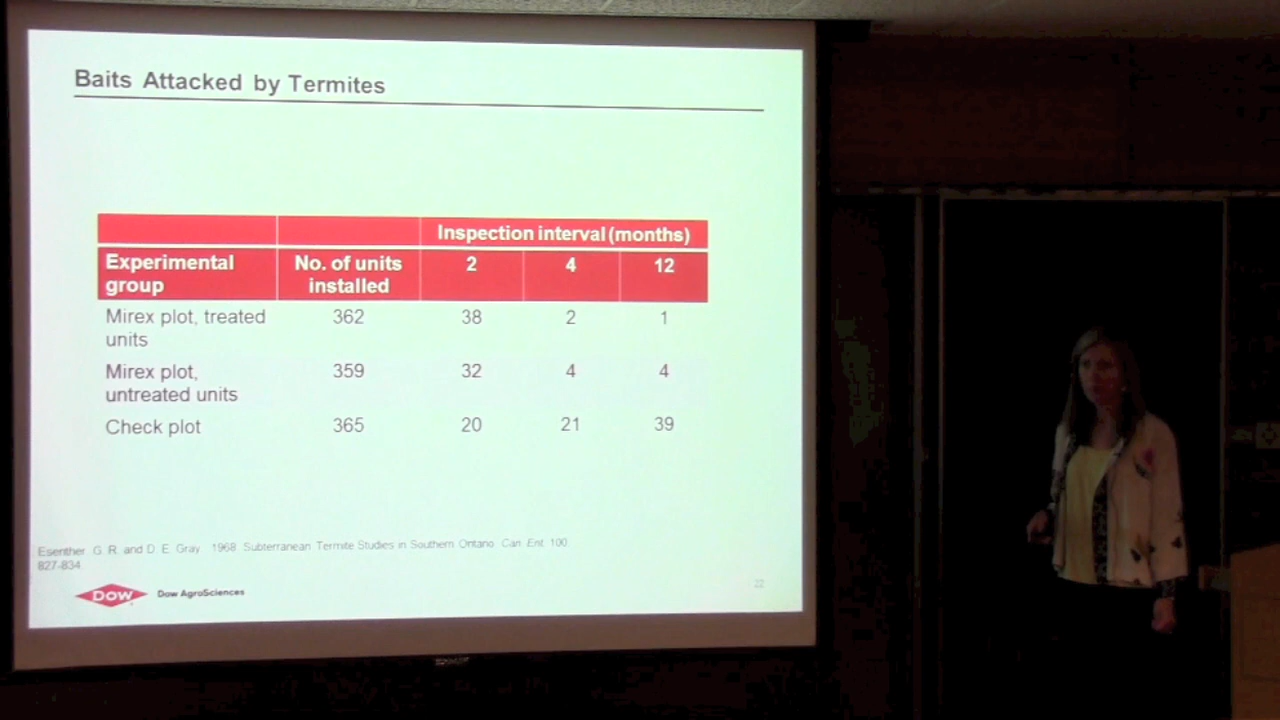 Baits Attacked by Termites
Inspection interval (months)
Experimental group No. of units installed 2 4 12
Mirex plot, treated units 362 38 2 1
Mirex plot, untreated units 359 32 4 4
Check plot 365 20 21 39
Esenther G. R. and D. E. Gray 1968 Subterranean Termite Studies in Southern Ontario Can. Ent. 100.
827-834
DOW Dow AgroSciences
22